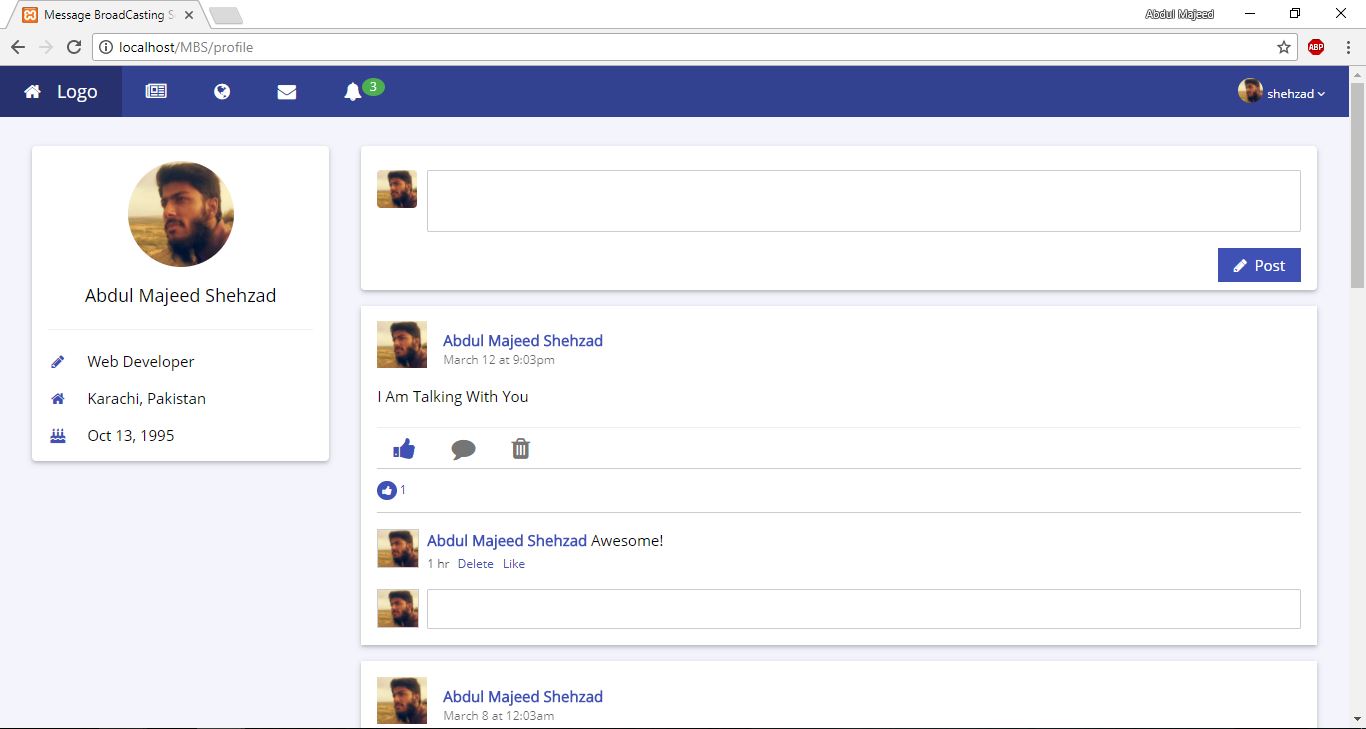 Message BroadCasting S
Abdul Majeed
localhost/MBS/profile
ABP
Logo
3
shehzad
Abdul Majeed Shehzad
Web Developer
Karachi, Pakistan
Oct 13, 1995
Post
Abdul Majeed Shehzad
March 12 at 9:03pm
I Am Talking With You
1
Abdul Majeed Shehzad Awesome!
1 hr Delete Like
Abdul Majeed Shehzad
March 8 at 12:03am